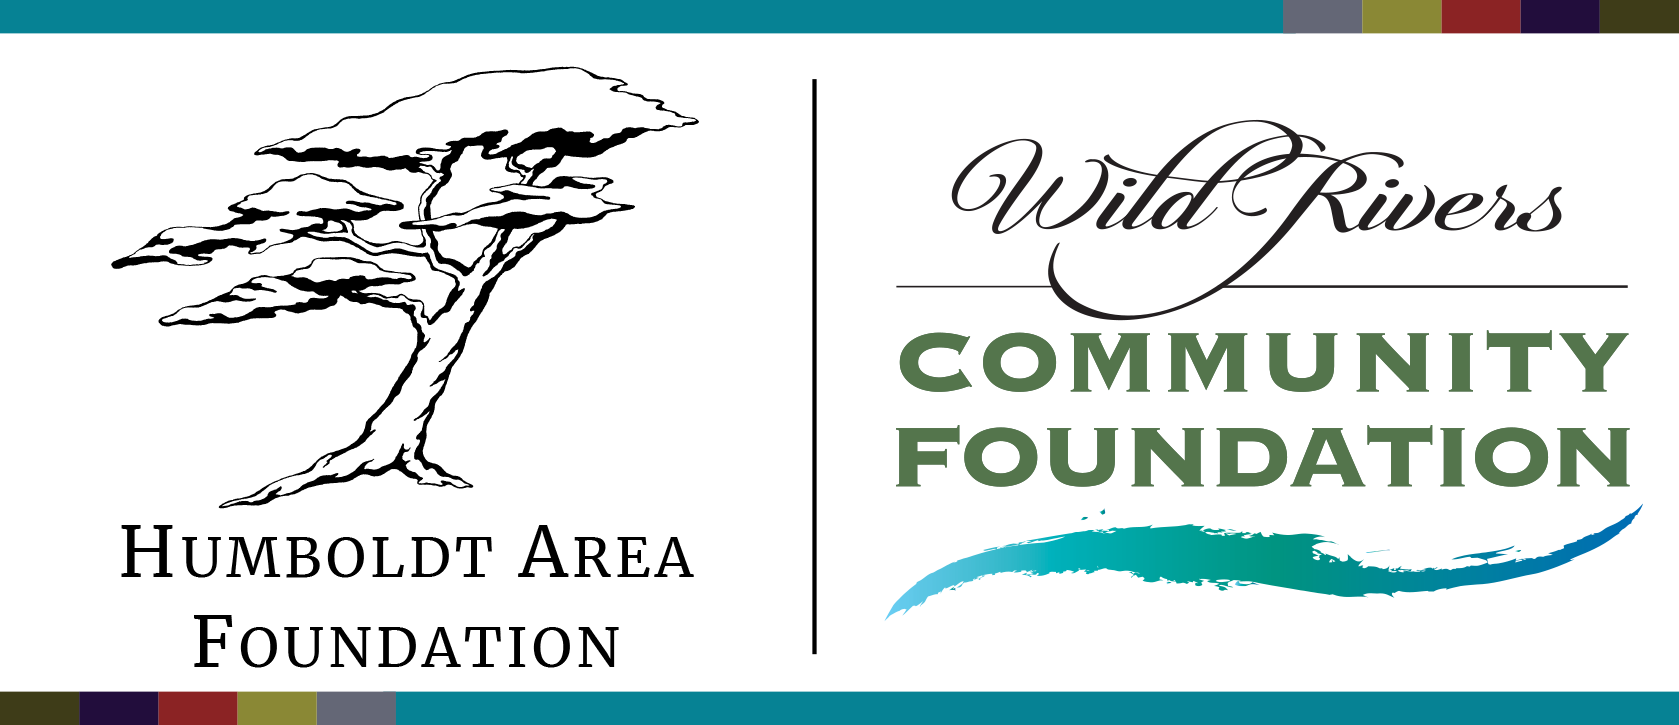 Humboldt Area
Foundation
Wild Rivers
COMMUNITY
FOUNDATION